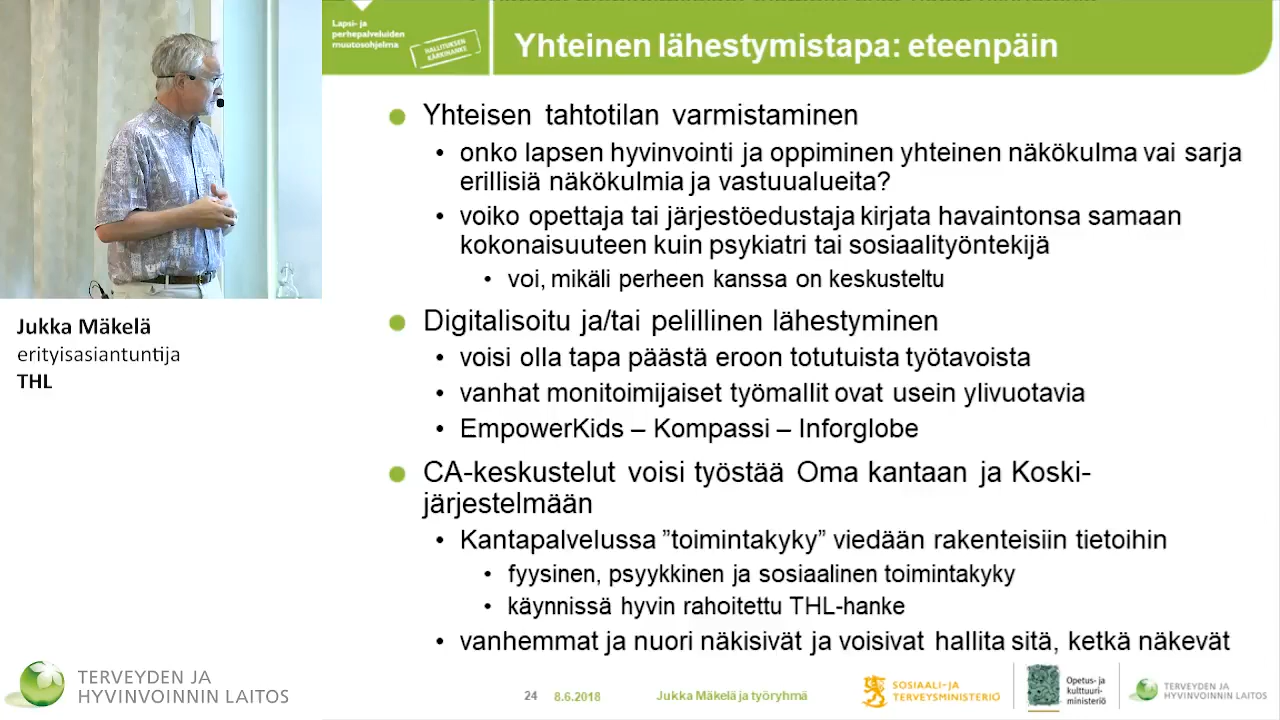 Lapsi- ja
perhepalveluiden
muutosohjelma
HALLITUKSEN
KÄRKIHANKE
Yhteinen lähestymistapa: eteenpäin
Yhteisen tahtotilan varmistaminen
onko lapsen hyvinvointi ja oppiminen yhteinen näkökulma vai sarja
erillisiä näkökulmia ja vastuualueita?
voiko opettaja tai järjestöedustaja kirjata havaintonsa samaan
kokonaisuuteen kuin psykiatri tai sosiaalityöntekijä
voi, mikäli perheen kanssa on keskusteltu
Digitalisoitu ja/tai pelillinen lähestyminen
voisi olla tapa päästä eroon totutuista työtavoista
vanhat monitoimijaiset työmallit ovat usein ylivuotavia
EmpowerKids – Kompassi – Inforglobe
CA-keskustelut voisi työstää Oma kantaan ja Koski-
järjestelmään
Kantapalvelussa ”toimintakyky” viedään rakenteisiin tietoihin
fyysinen, psyykkinen ja sosiaalinen toimintakyky
käynnissä hyvin rahoitettu THL-hanke
vanhemmat ja nuori näkisivät ja voisivat hallita sitä, ketkä näkevät
Jukka Mäkelä
erityisasiantuntija
THL
TERVEYDEN JA
HYVINVOINNIN LAITOS
24
8.6.2018
Jukka Mäkelä ja työryhmä
SOSIAALI- JA
TERVEYSMINISTERIÖ
Opetus- ja
kulttuuri-
ministeriö
TERVEYDEN JA
HYVINVOINNIN LAITOS